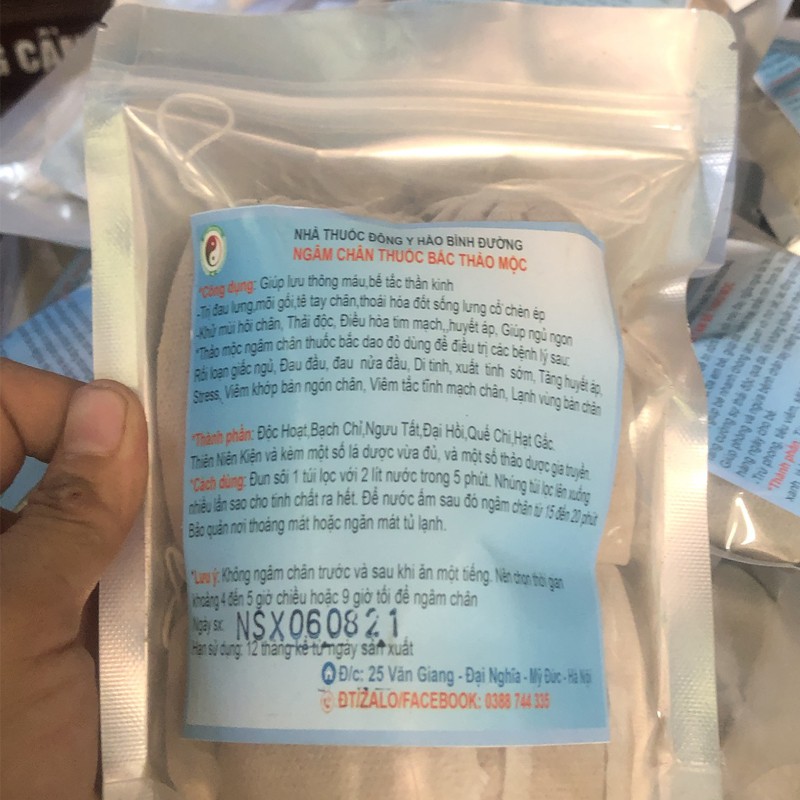 G CĂN
NHÀ THUỐC ĐÔNG Y HẢO BÌNH ĐƯỜNG
NGÂM CHÂN THUỐC BẮC THẢO MỘC
*Công dụng: Giúp lưu thông máu,bế tắc thần kinh
-Trị đau lưng,mỏi gối,tê tay chân,thoái hóa đốt sống lưng cổ chèn ép
-Khử mùi hôi chân, Thải độc, Điều hòa tim mạch,,huyết áp, Giúp ngủ ngon
*Thảo mộc ngâm chân thuốc bắc dao đỏ dùng để điều trị các bệnh lý sau:
Rối loạn giấc ngủ, Đau đầu, đau nửa đầu, Di tinh, xuất tinh sớm, Tăng huyết áp,
Stress, Viêm khớp bàn ngón chân, Viêm tắc tĩnh mạch chân, Lạnh vùng bàn chân
*Thành phần: Độc Hoạt,Bạch Chỉ,Ngưu Tất,Đại Hồi,Quế Chi,Hạt Gấc,
Thiên Niên Kiện và kèm một số lá dược vừa đủ, và một số thảo dược gia truyền.
*Cách dùng: Đun sôi 1 túi lọc với 2 lít nước trong 5 phút. Nhúng túi lọc lên xuống
nhiều lần sao cho tinh chất ra hết. Để nước ấm sau đó ngâm chân từ 15 đến 20 phút
Bảo quản nơi thoáng mát hoặc ngăn mát tủ lạnh.
*Lưu ý: Không ngâm chân trước và sau khi ăn một tiếng. Nên chọn thời gian
khoảng 4 đến 5 giờ chiều hoặc 9 giờ tối để ngâm chân
Ngày sx: NSX060821
Hạn sử dụng: 12 tháng kể từ ngày sản xuất
Đ/c: 25 Văn Giang - Đại Nghĩa - Mỹ Đức - Hà Nội
ĐT/ZALO/FACEBOOK: 0388 744 335